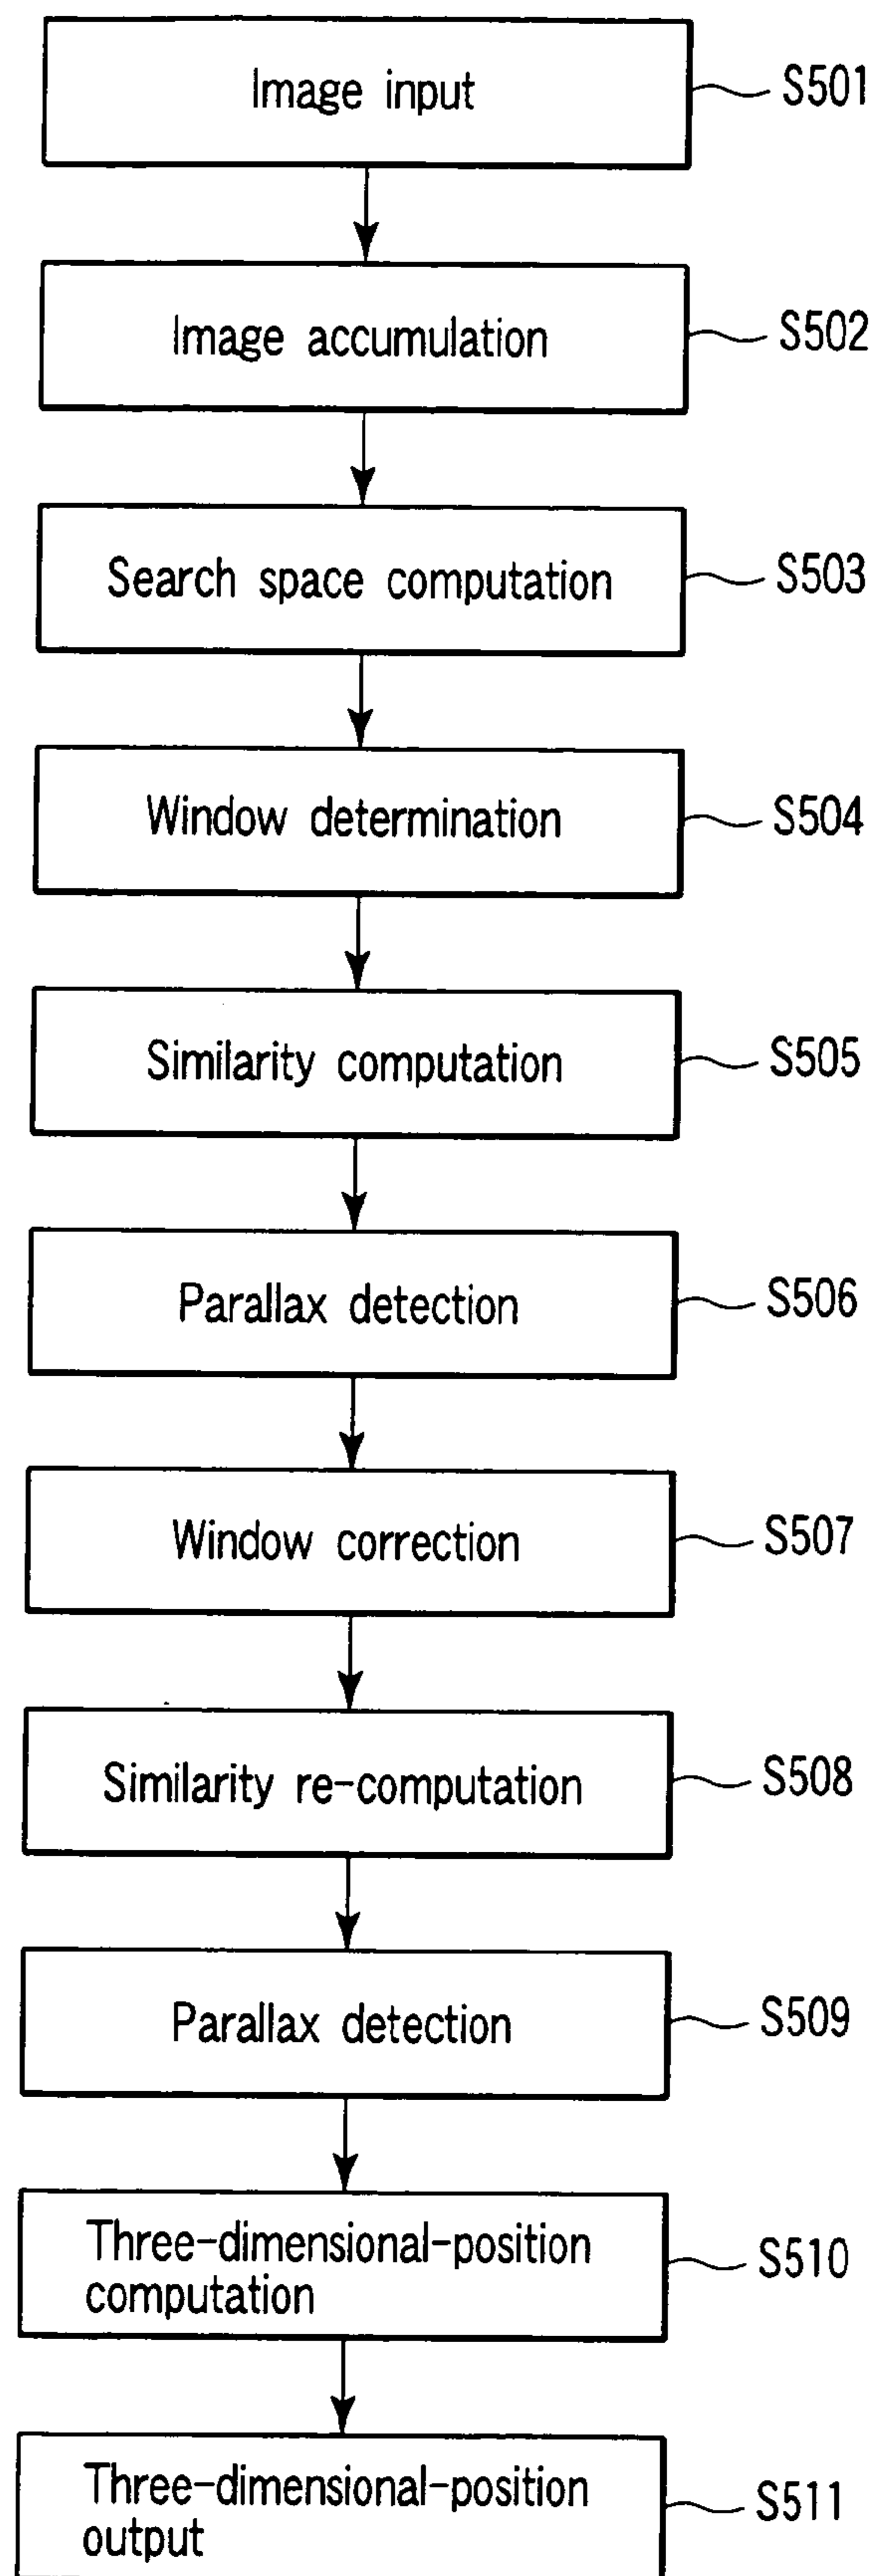 Image input S501
Image accumulation S502
Search space computation S503
Window determination S504
Similarity computation S505
Parallax detection S506
Window correction S507
Similarity re-computation S508
Parallax detection S509
Three-dimensional-position
computation S510
Three-dimensional-position
output S511